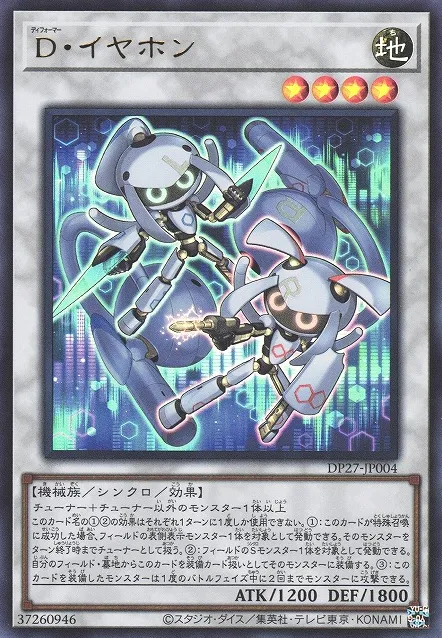 ディフォーマー
D・イヤホン
地
DP27-JP004
【機械族／シンクロ／効果】
チューナー＋チューナー以外のモンスター1体以上
このカード名の①②の効果はそれぞれ1ターンに1度しか使用できない。①：このカードが特殊召喚
に成功した場合、フィールドの表側表示モンスター1体を対象として発動できる。そのモンスターを
ターン終了時までチューナーとして扱う。②：フィールドのSモンスター1体を対象として発動できる。
自分のフィールド・墓地からこのカードを装備カード扱いとしてそのモンスターに装備する。③：こ
のカードを装備したモンスターは1度のバトルフェイズ中に2回までモンスターに攻撃できる。
ATK/1200 DEF/1800
37260946
©スタジオ・ダイス／集英社・テレビ東京・KONAMI